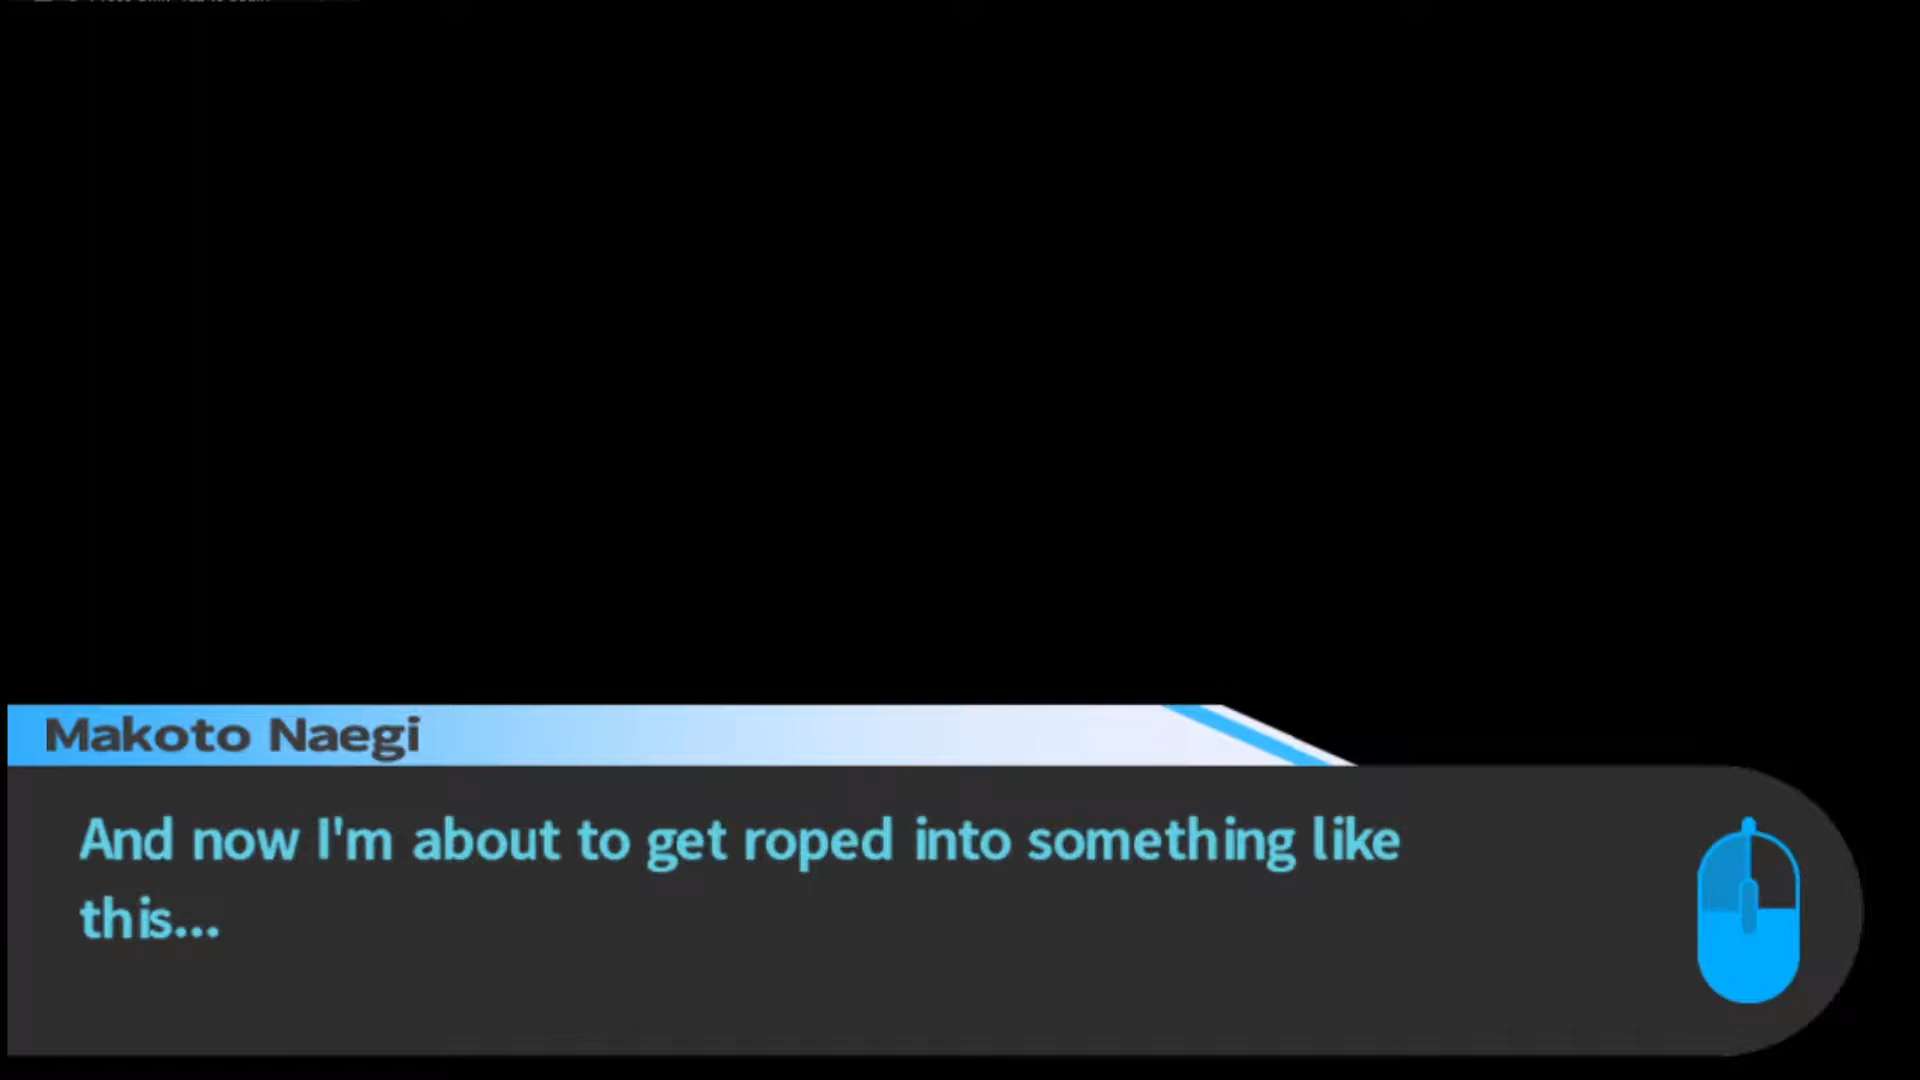 Makoto Naegi
And now I'm about to get roped into something like
this...